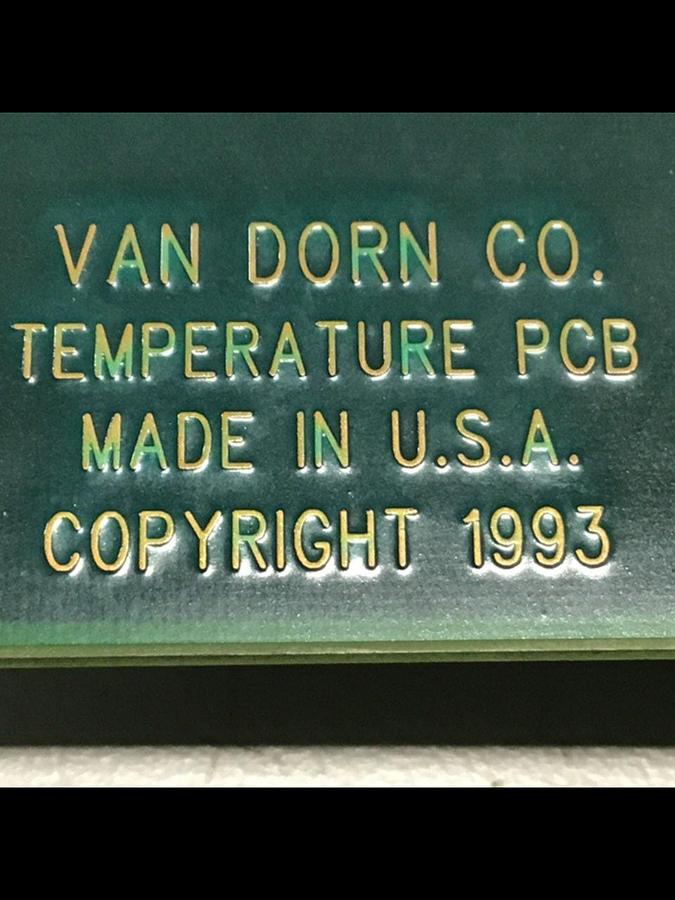 VAN DORN CO.
TEMPERATURE PCB
MADE IN U.S.A.
COPYRIGHT 1993